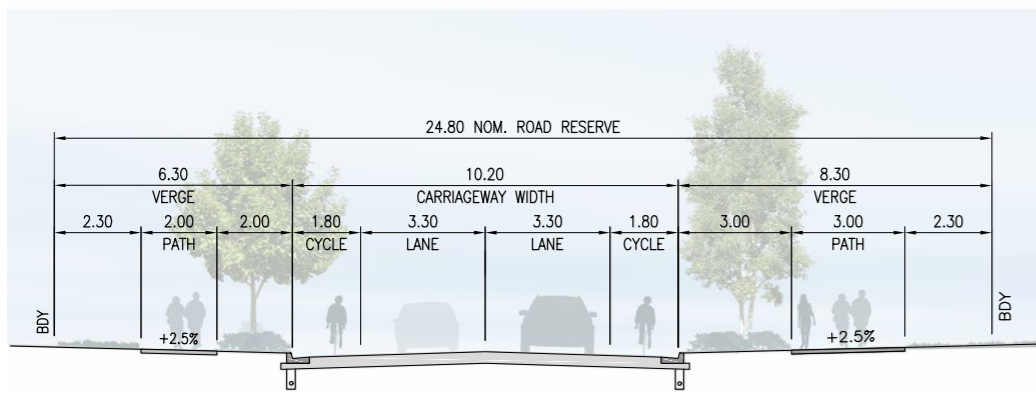 24.80 NOM. ROAD RESERVE
6.30 10.20 8.30
VERGE CARRIAGEWAY WIDTH VERGE
2.30 2.00 2.00 1.80 3.30 3.30 1.80 3.00 3.00 2.30
PATH CYCLE LANE LANE CYCLE PATH
BDY BDY
+2.5% +2.5%